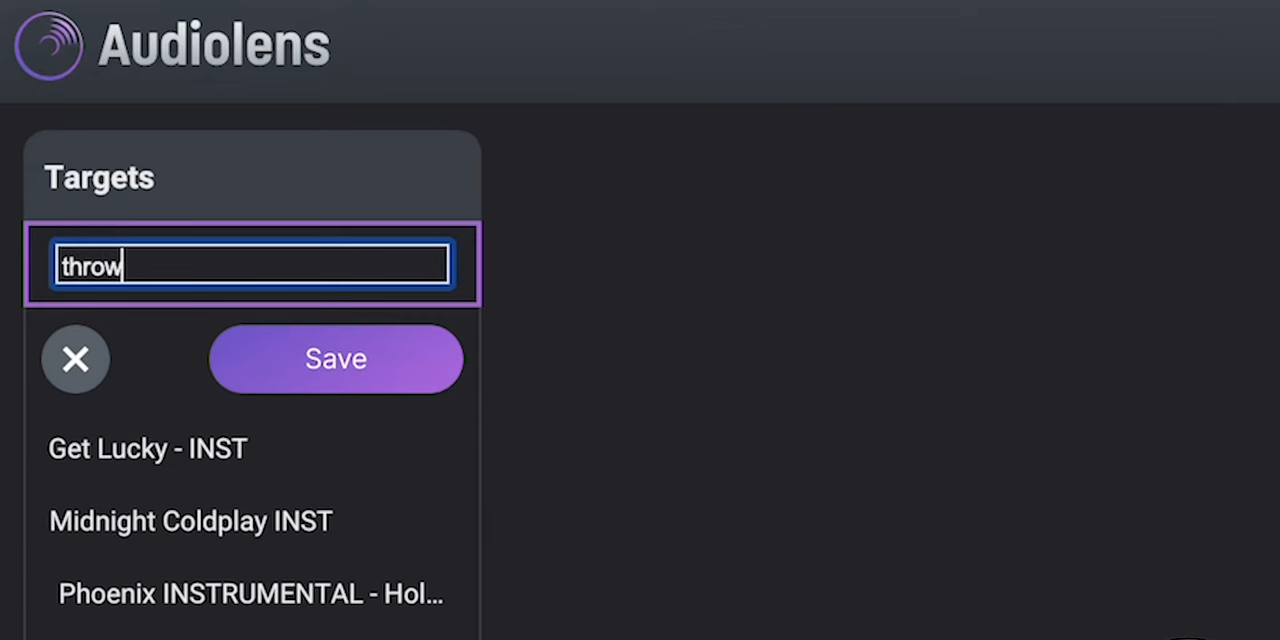 Audiolens
Targets
throw
Save
Get Lucky - INST
Midnight Coldplay INST
Phoenix INSTRUMENTAL - Hol...